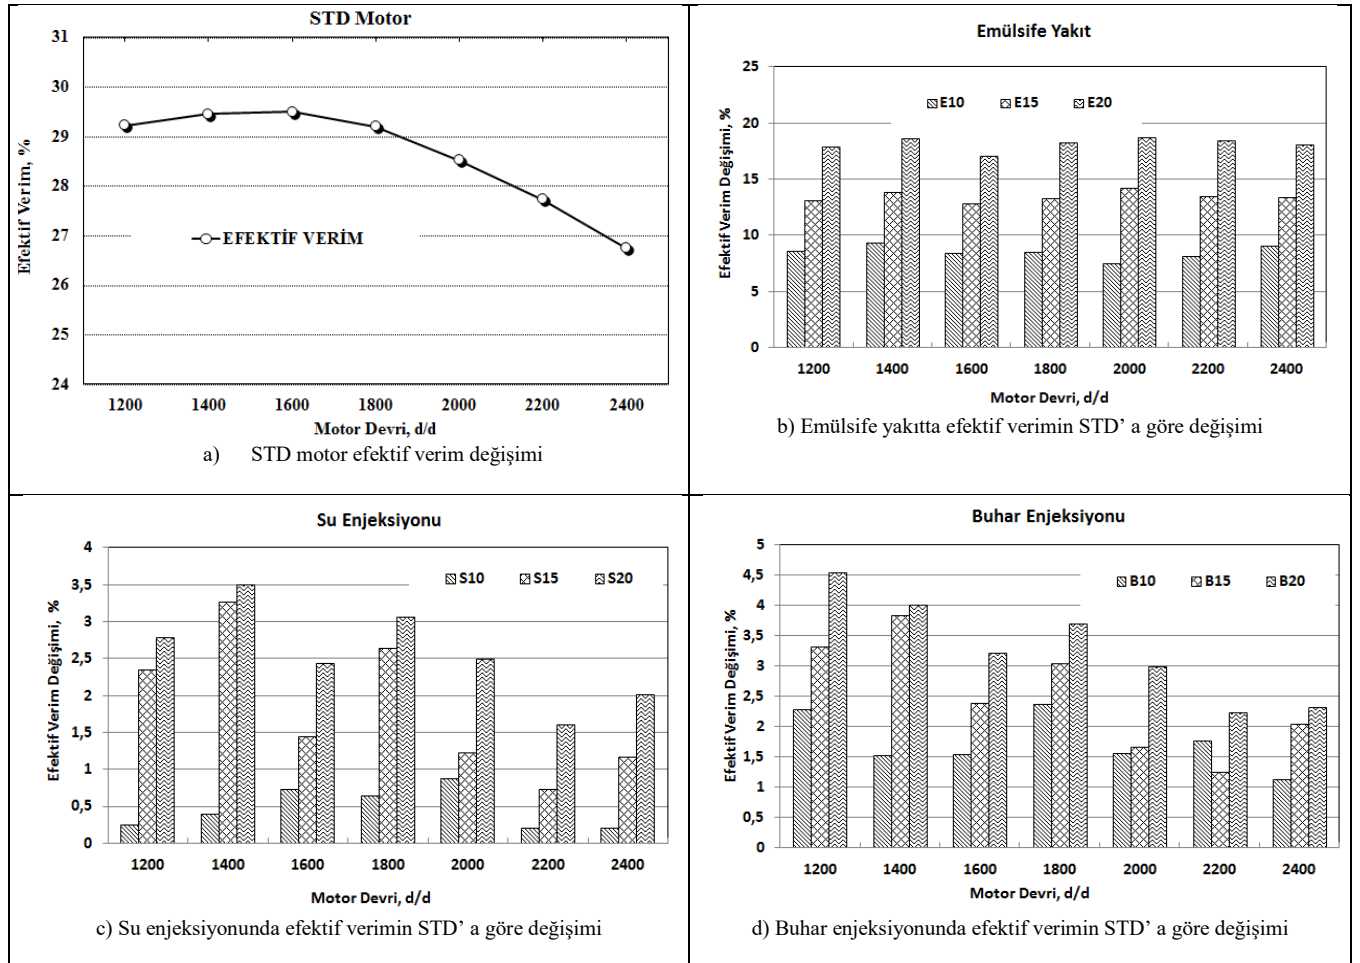 STD Motor
31
30
29
28
27
26
25
24
Efektif Verim, %
EFEKTİF VERİM
1200 1400 1600 1800 2000 2200 2400
Motor Devri, d/d
a) STD motor efektif verim değişimi
Emülsife Yakıt
25
20
15
10
5
0
Efektif Verim Değişimi, %
E10 E15 E20
1200 1400 1600 1800 2000 2200 2400
Motor Devri, d/d
b) Emülsife yakıtta efektif verimin STD’ a göre değişimi
Su Enjeksiyonu
4
3,5
3
2,5
2
1,5
1
0,5
0
Efektif Verim Değişimi, %
S10 S15 S20
1200 1400 1600 1800 2000 2200 2400
Motor Devri, d/d
c) Su enjeksiyonunda efektif verimin STD’ a göre değişimi
Buhar Enjeksiyonu
5
4,5
4
3,5
3
2,5
2
1,5
1
0,5
0
Efektif Verim Değişimi, %
B10 B15 B20
1200 1400 1600 1800 2000 2200 2400
Motor Devri, d/d
d) Buhar enjeksiyonunda efektif verimin STD’ a göre değişimi